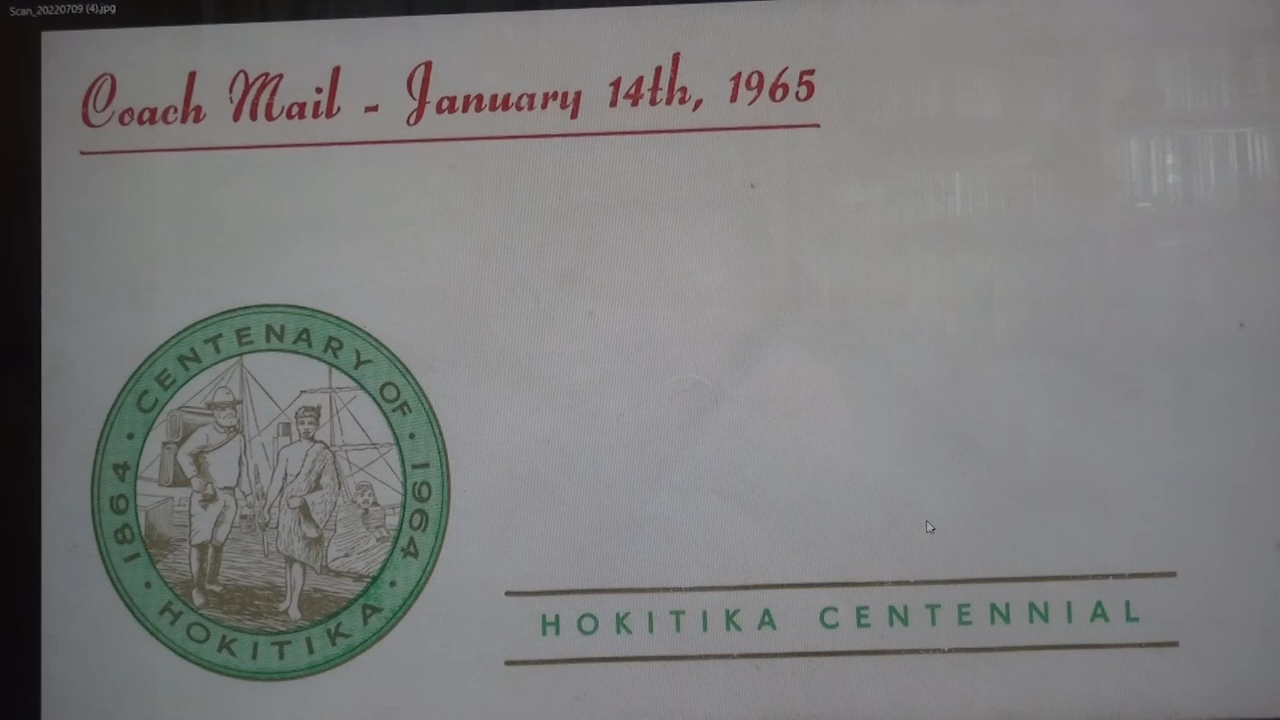 Scan_20220709 (4).jpg
Coach Mail - January 14th, 1965
CENTENARY OF
1864
1964
HOKITIKA
HOKITIKA CENTENNIAL